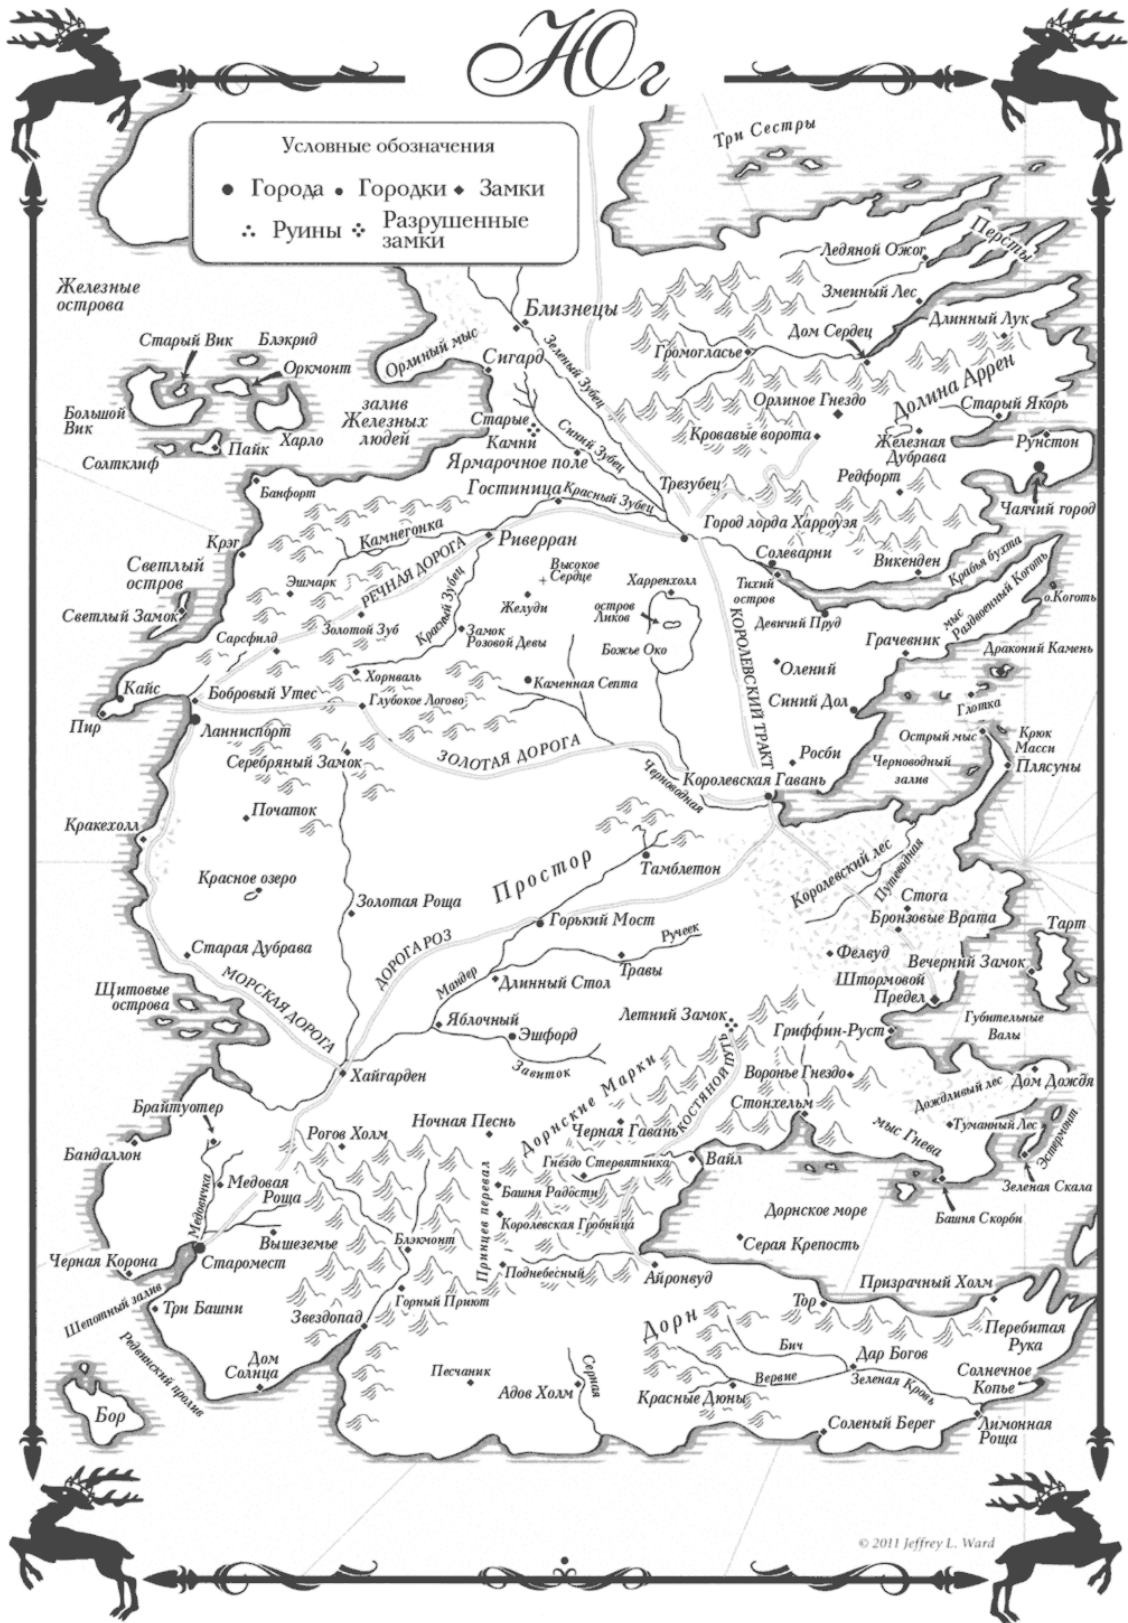 Юг
Условные обозначения
Города
Городки
Замки
Руины
Разрушенные
замки
Три Сестры
Персты
Ледяной Ожог
Змеиный Лес
Железные
острова
Близнецы
Длинный Лук
Дом Сердец
Старый Вик
Блэкрид
Орлиный мыс
Сигард
Зеленый Зубец
Громогласье
Оркмонт
Долина Аррен
Орлиное Гнездо
Большой
Вик
залив
Железных
людей
Старые
Камни
Синий Зубец
Старый Якорь
Харло
Пайк
Кровавые ворота
Железная
Дубрава
Рунстон
Солтклиф
Ярмарочное поле
Трезубец
Редфорт
Банфорт
Гостиница
Красный Зубец
Чаячий город
Камнегонка
Город лорда Харроуэя
Крэг
Риверран
Солеварни
Викенден
Крабья бухта
Светлый
остров
РЕЧНАЯ ДОРОГА
Высокое
Сердце
Харренхолл
Тихий
остров
Эшмарк
мыс
Раздвоенный Коготь
о.Коготь
Желуди
остров
Ликов
Светлый Замок
Девичий Пруд
Золотой Зуб
Красный Зубец
Замок
Розовой Девы
КОРОЛЕВСКИЙ ТРАКТ
Сарсфилд
Грачевник
Божье Око
Драконий Камень
Олений
Хорнваль
Каменная Септа
Кайс
Бобровый Утес
Глубокое Логово
Синий Дол
Глотка
Пир
Ланниспорт
Острый мыс
Крюк
Масси
ЗОЛОТАЯ ДОРОГА
Росби
Серебряный Замок
Черноводный
залив
Плясуны
Черноводная
Королевская Гавань
Початок
Кракехолл
Простор
Тамблетон
Королевский лес
Путеводная
Красное озеро
Стога
Золотая Роща
Горький Мост
Бронзовые Врата
Тарт
ДОРОГА РОЗ
Ручеек
Старая Дубрава
Фелвуд
Вечерний Замок
МОРСКАЯ ДОРОГА
Травы
Мандер
Длинный Стол
Штормовой
Предел
Щитовые
острова
Яблочный
Летний Замок
Губительные
Валы
Эшфорд
Гриффин-Руст
Завиток
Хайгарден
Дорнские Марки
КОСТЯНОЙ ПУТЬ
Воронье Гнездо
Дом Дождя
Дождливый лес
Брайтуотер
Стонхельм
Ночная Песнь
Рогов Холм
Черная Гавань
мыс Гнева
Туманный Лес
Эстермонт
Бандаллон
Гнездо Стервятника
Вайл
Медовая
Роща
Башня Радости
Зеленая Скала
Медовичка
Принцев перевал
Королевская Гробница
Дорнское море
Башня Скорби
Вышеземье
Блэкмонт
Серая Крепость
Черная Корона
Старомест
Поднебесный
Айронвуд
Призрачный Холм
Шепотный залив
Три Башни
Горный Приют
Звездопад
Тор
Дорн
Перебитая
Рука
Редвинский пролив
Бич
Дар Богов
Дом
Солнца
Песчаник
Серая
Адов Холм
Вервие
Зеленая Кровь
Солнечное
Копье
Красные Дюны
Бор
Соленый Берег
Лимонная
Роща
© 2011 Jeffrey L. Ward